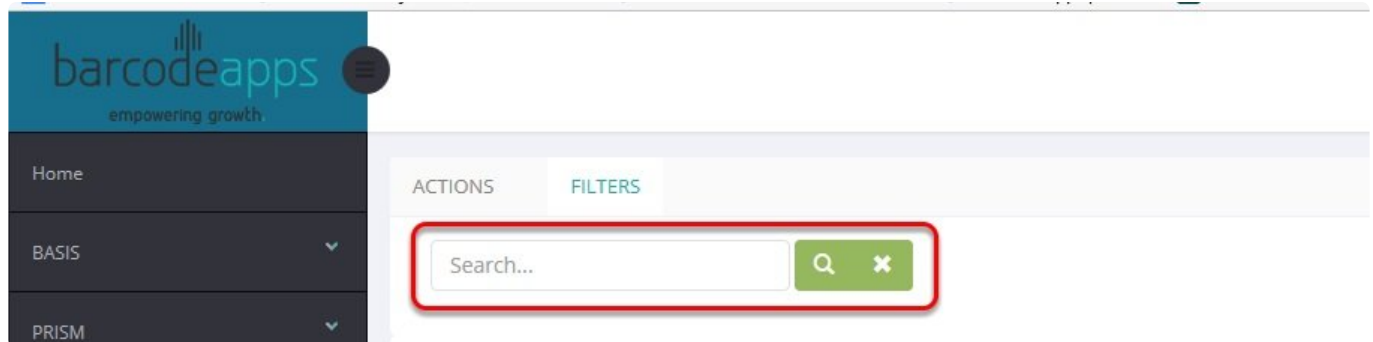 barcodeapps
empowering growth.
Home
BASIS
PRISM
ACTIONS FILTERS
Search...